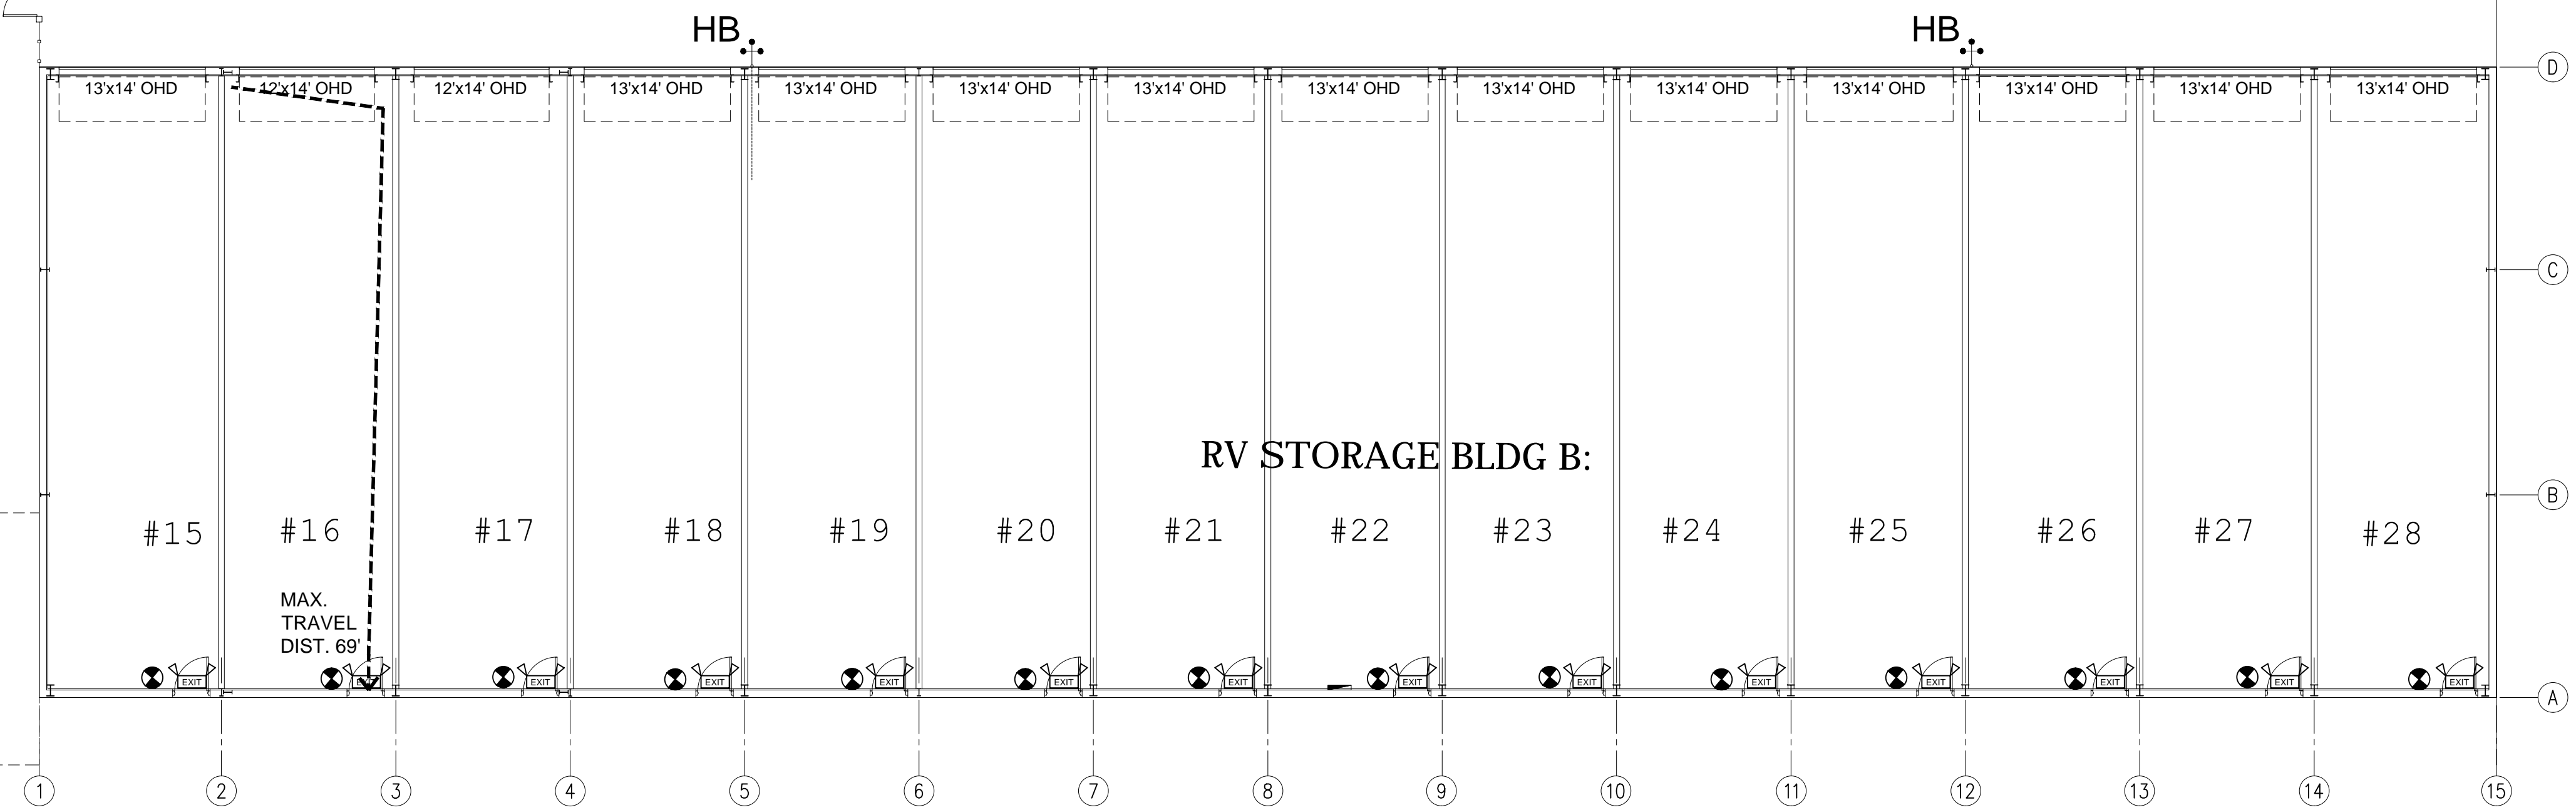 HB
HB
D
13'x14' OHD
12'x14' OHD
12'x14' OHD
13'x14' OHD
13'x14' OHD
13'x14' OHD
13'x14' OHD
13'x14' OHD
13'x14' OHD
13'x14' OHD
13'x14' OHD
13'x14' OHD
13'x14' OHD
13'x14' OHD
C
RV STORAGE BLDG B:
B
#15
#16
#17
#18
#19
#20
#21
#22
#23
#24
#25
#26
#27
#28
MAX.
TRAVEL
DIST. 69'
EXIT
EXIT
EXIT
EXIT
EXIT
EXIT
EXIT
EXIT
EXIT
EXIT
EXIT
EXIT
EXIT
EXIT
A
1
2
3
4
5
6
7
8
9
10
11
12
13
14
15